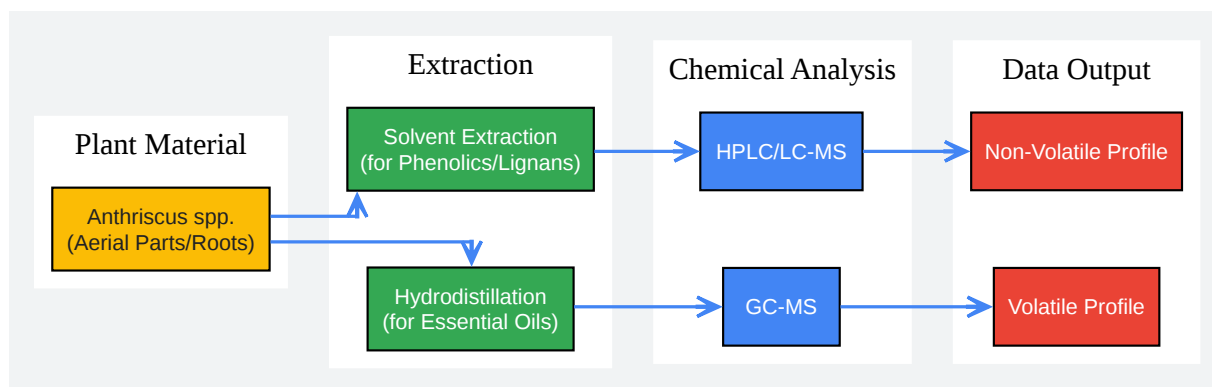 Plant Material
Anthriscus spp.
(Aerial Parts/Roots)
Extraction
Solvent Extraction
(for Phenolics/Lignans)
Hydrodistillation
(for Essential Oils)
Chemical Analysis
HPLC/LC-MS
GC-MS
Data Output
Non-Volatile Profile
Volatile Profile